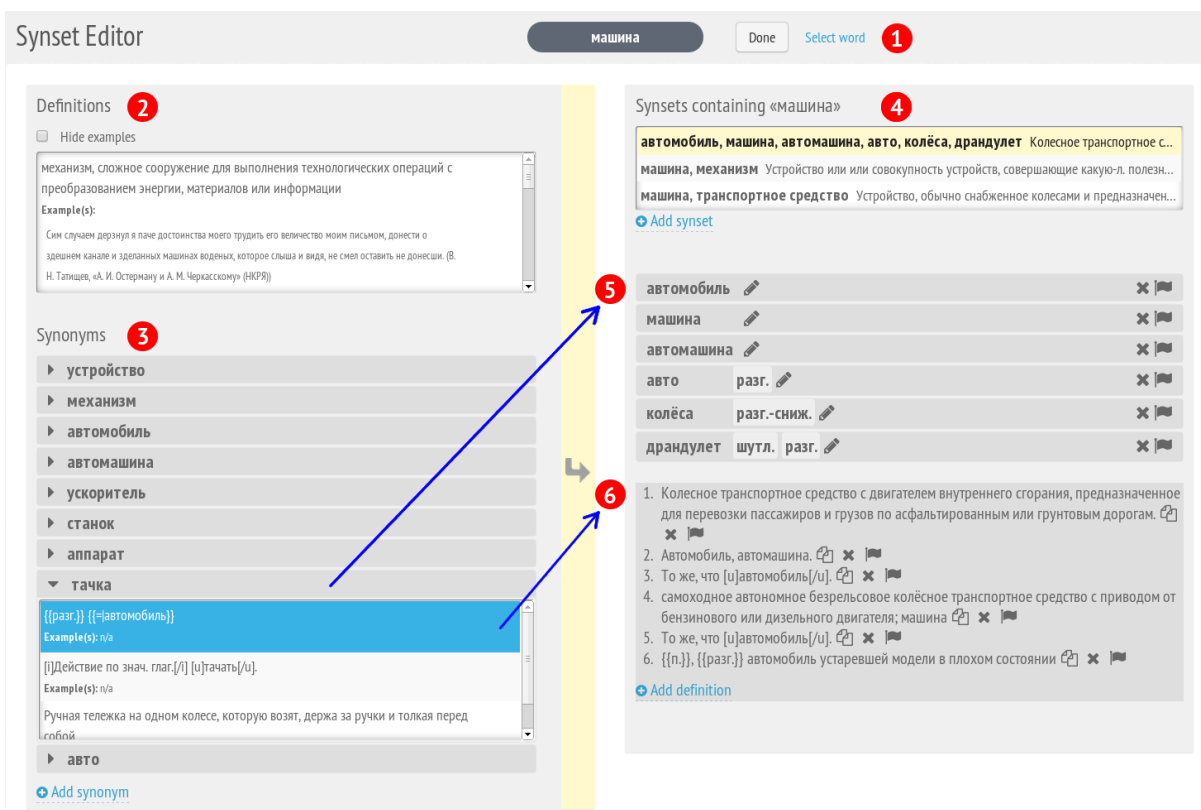 Synset Editor
машина
Done
Select word
1
Definitions
2
Hide examples
механизм, сложное сооружение для выполнения технологических операций с
преобразованием энергии, материалов или информации
Example(s):
Сим случаем дерзнул я паче достоинства моего трудить его величество моим письмом, донести о
здешнем канале и зделанных машинах воденых, которое слыша и видя, не смел оставить не донесши. (В.
Н. Татищев, «А. И. Остерману и А. М. Черкасскому» (НКРЯ))
Synonyms
3
устройство
механизм
автомобиль
автомашина
ускоритель
станок
аппарат
тачка
{{разг.}} {{=|автомобиль}}
Example(s): n/a
[i]Действие по знач. глаг.[/i] [u]тачать[/u].
Example(s): n/a
Ручная тележка на одном колесе, которую возят, держа за ручки и толкая перед
собой
авто
Add synonym
Synsets containing «машина»
4
автомобиль, машина, автомашина, авто, колёса, драндулет Колесное транспортное с...
машина, механизм Устройство или или совокупность устройств, совершающие какую-л. полезн...
машина, транспортное средство Устройство, обычно снабженное колесами и предназначен...
Add synset
5
автомобиль
машина
автомашина
авто разг.
колёса разг.-сниж.
драндулет шутл. разг.
6
1. Колесное транспортное средство с двигателем внутреннего сгорания, предназначенное
для перевозки пассажиров и грузов по асфальтированным или грунтовым дорогам.
2. Автомобиль, автомашина.
3. То же, что [u]автомобиль[/u].
4. самоходное автономное безрельсовое колёсное транспортное средство с приводом от
бензинового или дизельного двигателя; машина
5. То же, что [u]автомобиль[/u].
6. {{п.}}, {{разг.}} автомобиль устаревшей модели в плохом состоянии
Add definition